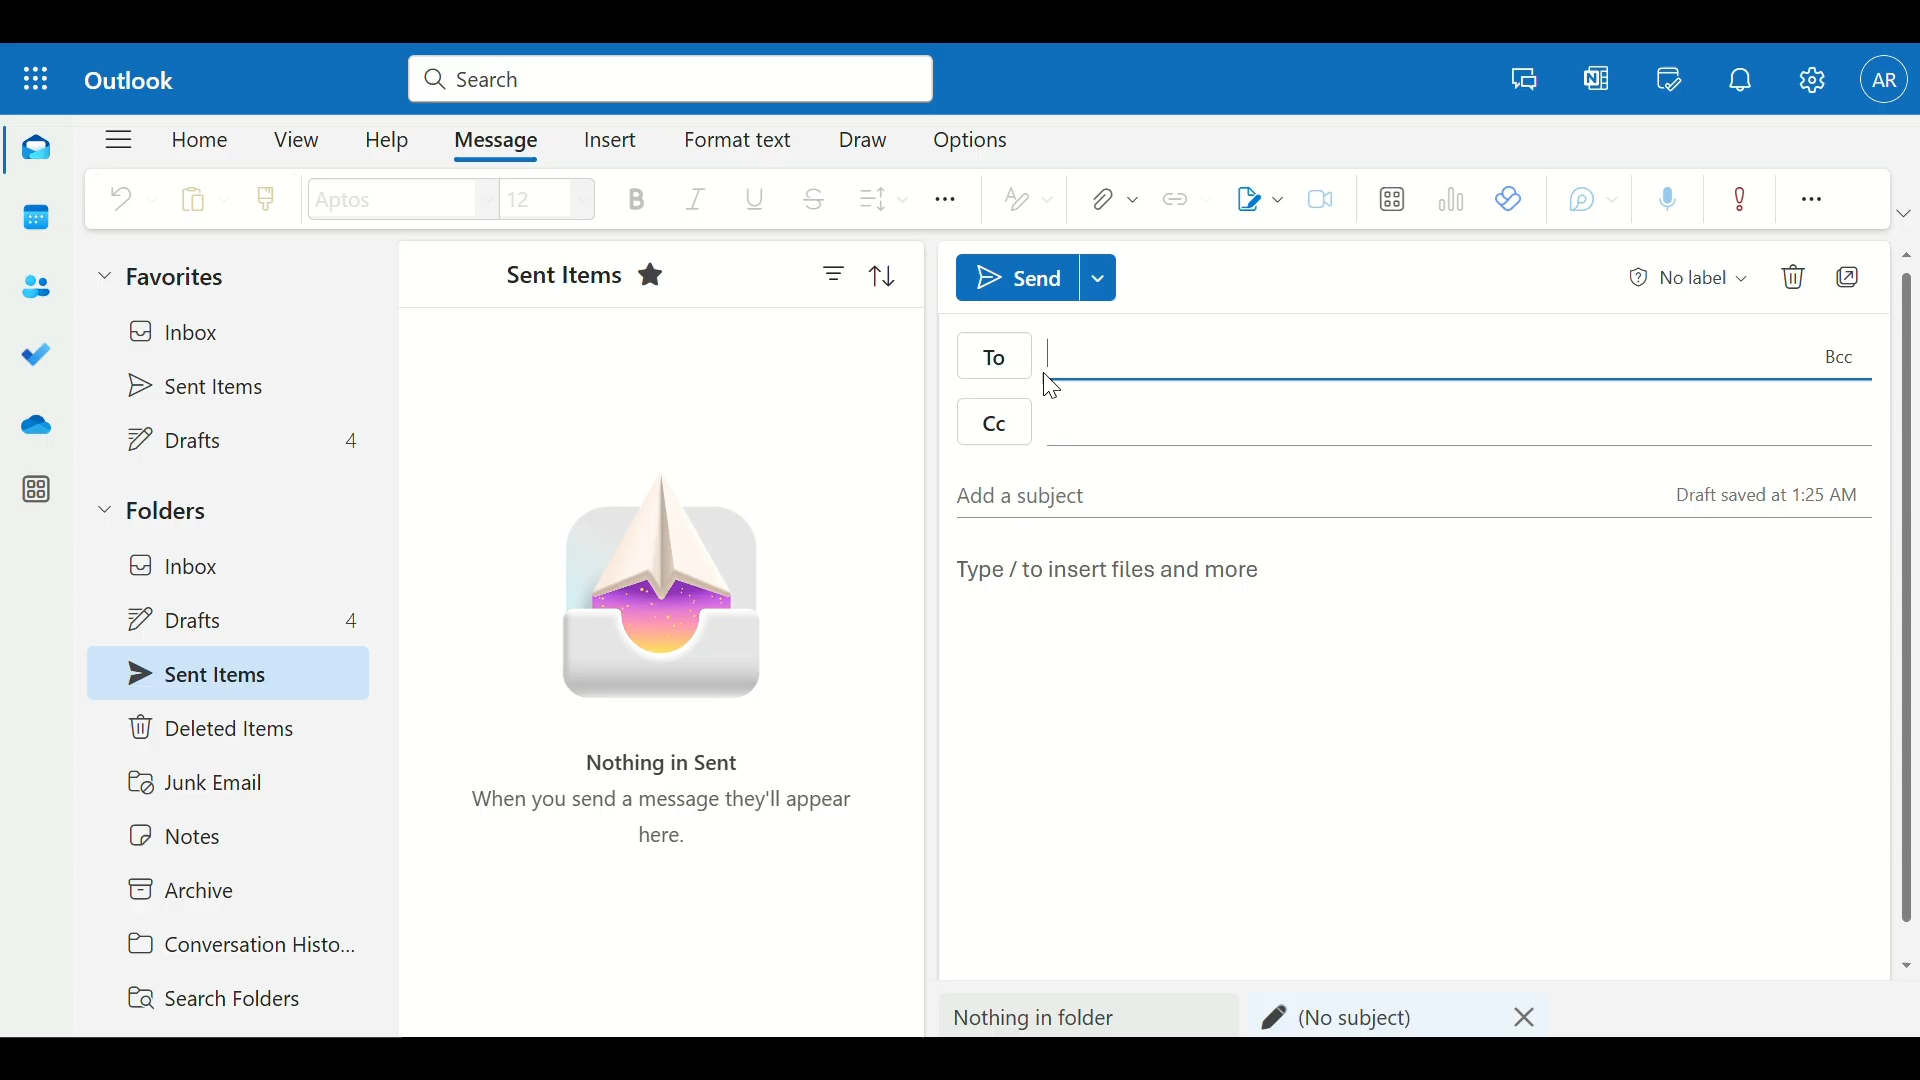 Outlook
Search
AR
Home View Help Message Insert Format text Draw Options
Aptos 12
Favorites
Inbox
Sent Items
Drafts 4
Folders
Inbox
Drafts 4
Sent Items
Deleted Items
Junk Email
Notes
Archive
Conversation Histo...
Search Folders
Sent Items
Nothing in Sent
When you send a message they'll appear
here.
Send
No label
To
Bcc
Cc
Add a subject
Draft saved at 1:25 AM
Type / to insert files and more
Nothing in folder
(No subject)